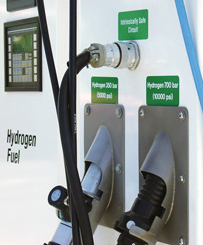 Intrinsically Safe
Circuit
Hydrogen 350 bar
(5000 psi)
Hydrogen 700 bar
(10000 psi)
Hydrogen
Fuel